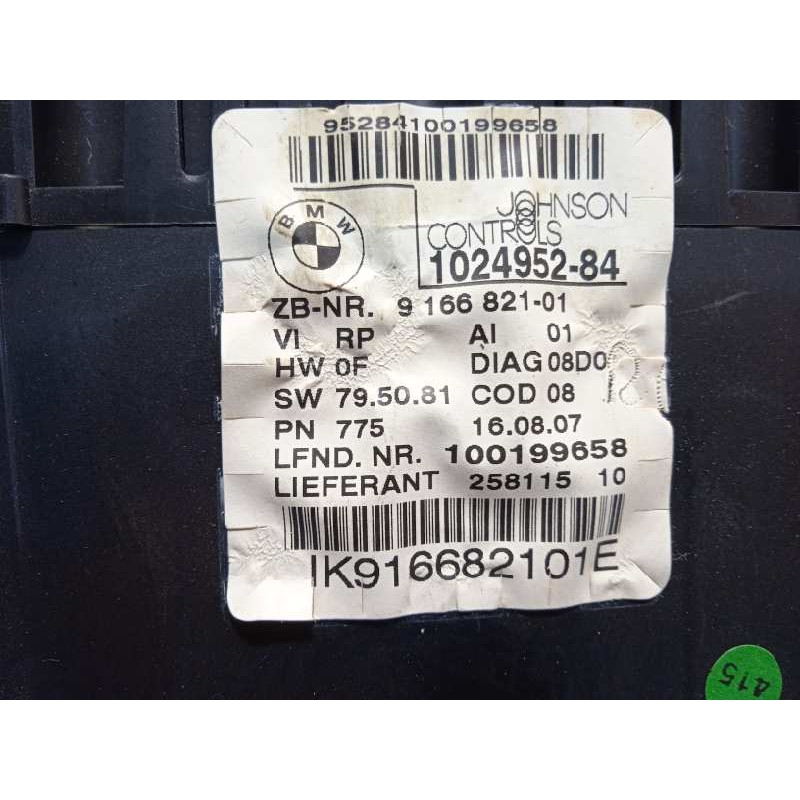 95284100199658
BMW
JOHNSON
CONTROLS
1024952-84
ZB-NR. 9 166 821-01
VI RP AI 01
HW 0F DIAG 08D0
SW 79.50.81 COD 08
PN 775 16.08.07
LFND. NR. 100199658
LIEFERANT 258115 10
IK916682101E
415